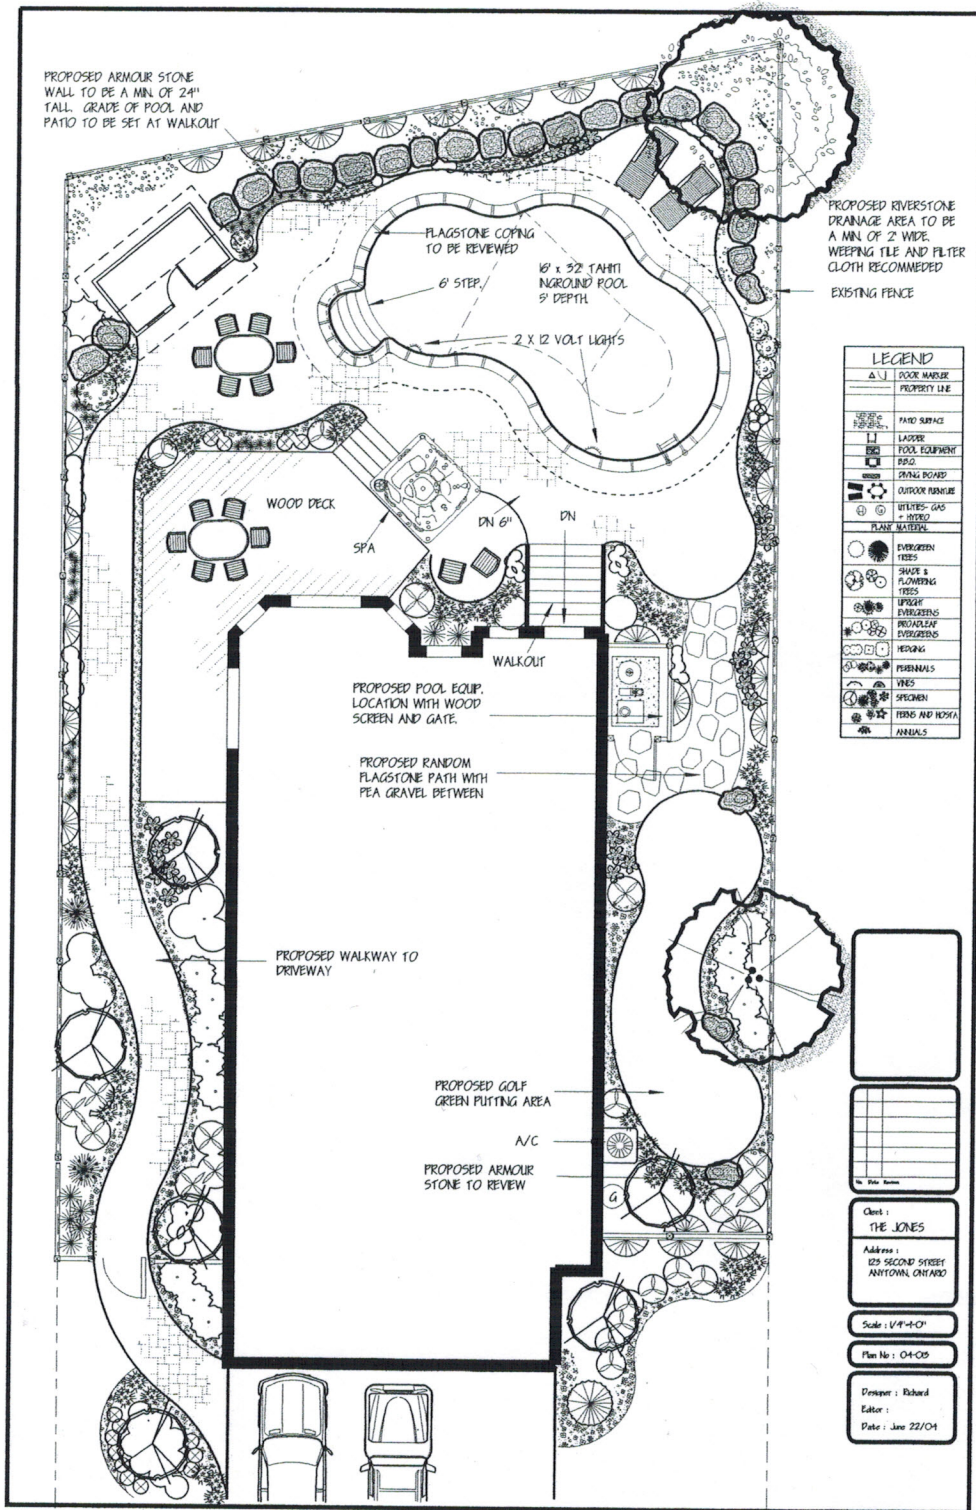 PROPOSED ARMOUR STONE
WALL TO BE A MIN. OF 24"
TALL. GRADE OF POOL AND
PATIO TO BE SET AT WALKOUT
PROPOSED RIVERSTONE
DRAINAGE AREA TO BE
A MIN. OF 2' WIDE.
WEEPING TILE AND FILTER
CLOTH RECOMMEDED
EXISTING FENCE
FLAGSTONE COPING
TO BE REVIEWED
6' STEP.
16' x 32' TAHITI
INGROUND POOL
5' DEPTH
2 X 12 VOLT LIGHTS
WOOD DECK
SPA
DN 6"
DN
WALKOUT
PROPOSED POOL EQUIP.
LOCATION WITH WOOD
SCREEN AND GATE.
PROPOSED RANDOM
FLAGSTONE PATH WITH
PEA GRAVEL BETWEEN
PROPOSED WALKWAY TO
DRIVEWAY
PROPOSED GOLF
GREEN PUTTING AREA
A/C
PROPOSED ARMOUR
STONE TO REVIEW
G
LEGEND
DOOR MARKER
PROPERTY LINE
PATIO SURFACE
LADDER
POOL EQUIPMENT
B.B.Q.
DIVING BOARD
OUTDOOR FURNITURE
H G UTILITIES- GAS
+ HYDRO
PLANT MATERIAL
EVERGREEN
TREES
SHADE &
FLOWERING
TREES
UPRIGHT
EVERGREENS
BROADLEAF
EVERGREENS
HEDGING
PERENNIALS
VINES
SPECIMEN
FERNS AND HOSTA
ANNUALS
No. Date Revision
Client :
THE JONES
Address :
123 SECOND STREET
ANYTOWN, ONTARIO
Scale : 1/4"=1'-0"
Plan No : 04-03
Designer : Richard
Editor :
Date : June 22/04